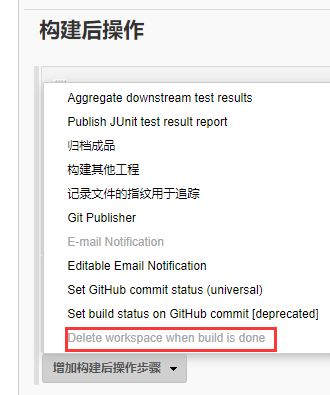 构建后操作
Aggregate downstream test results
Publish JUnit test result report
归档成品
构建其他工程
记录文件的指纹用于追踪
Git Publisher
E-mail Notification
Editable Email Notification
Set GitHub commit status (universal)
Set build status on GitHub commit [deprecated]
Delete workspace when build is done
增加构建后操作步骤